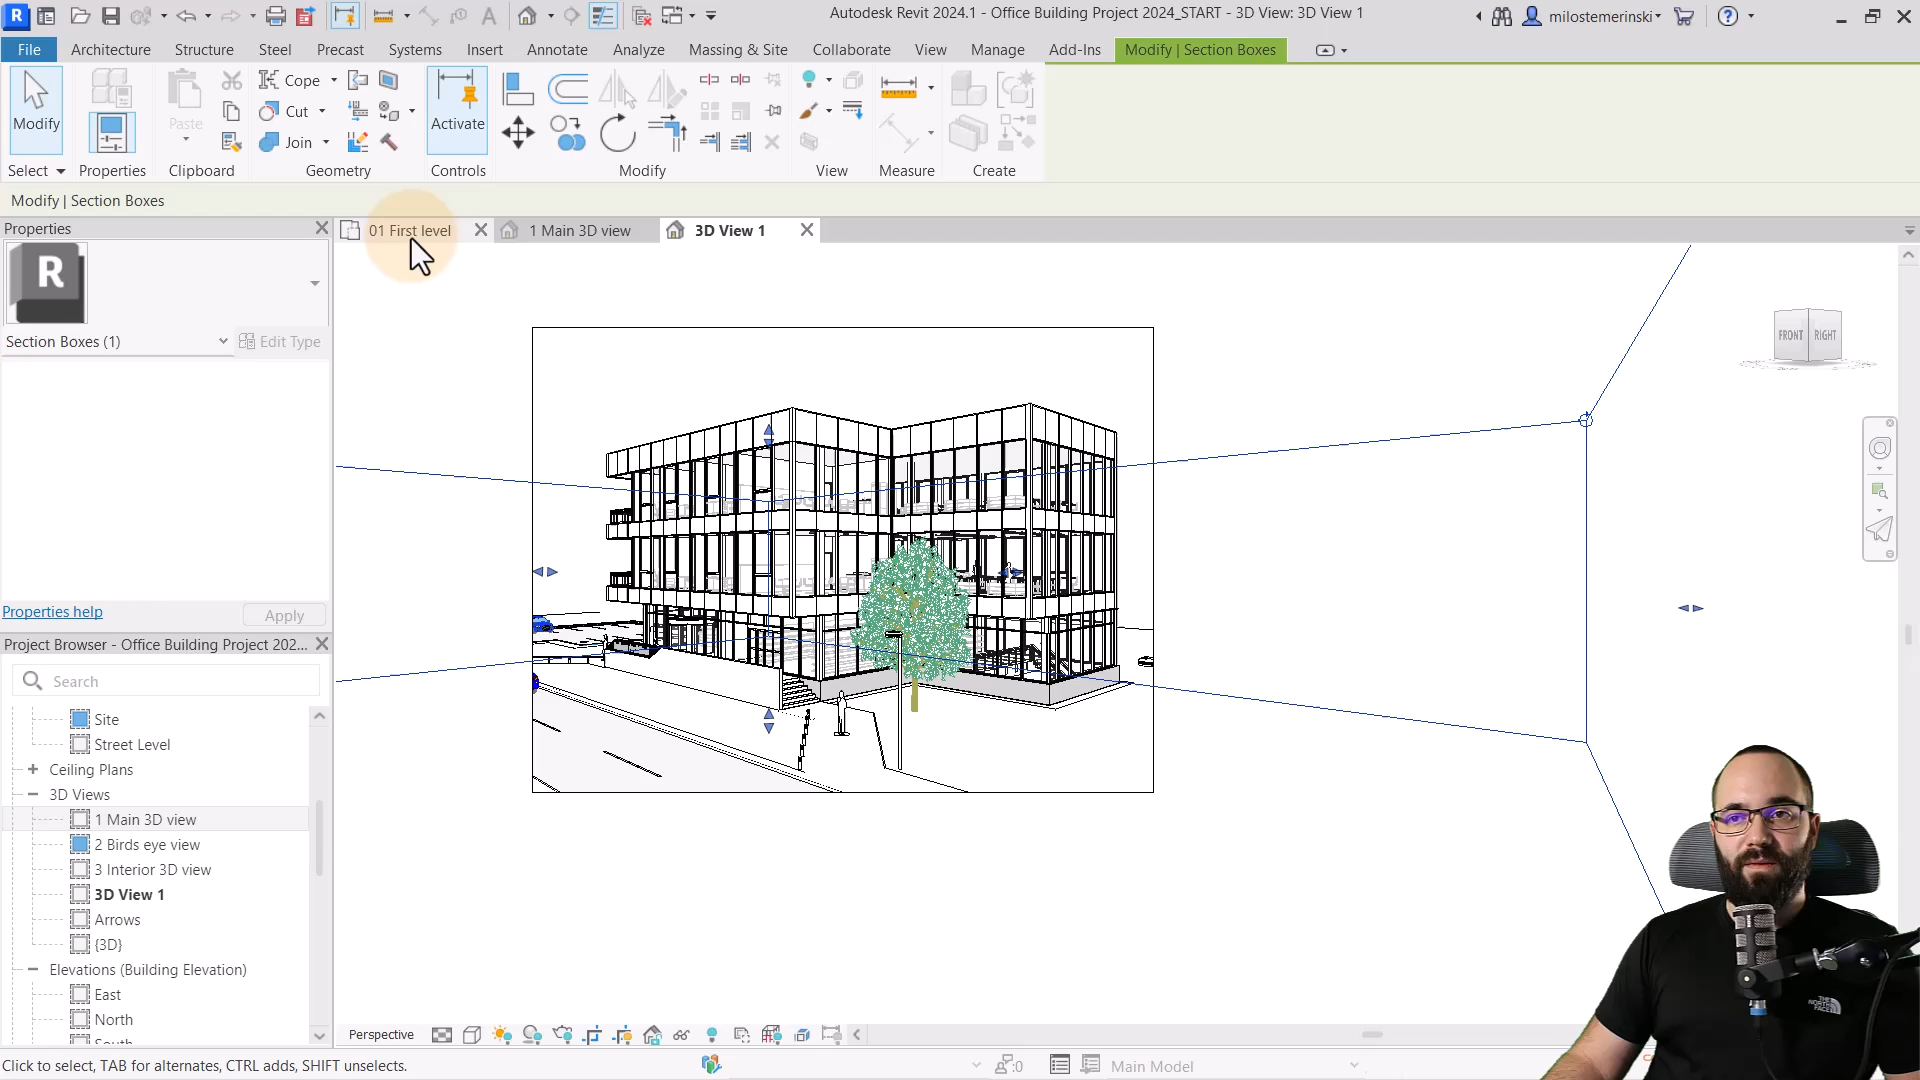 R
Autodesk Revit 2024.1 - Office Building Project 2024_START - 3D View: 3D View 1
milostemerinski
File
Architecture
Structure
Steel
Precast
Systems
Insert
Annotate
Analyze
Massing & Site
Collaborate
View
Manage
Add-Ins
Modify | Section Boxes
Modify
Paste
Cope
Cut
Join
Activate
Select
Properties
Clipboard
Geometry
Controls
Modify
View
Measure
Create
Modify | Section Boxes
Properties
01 First level
1 Main 3D view
3D View 1
R
Section Boxes (1)
Edit Type
FRONT
RIGHT
Properties help
Apply
Project Browser - Office Building Project 202...
Search
Site
Street Level
Ceiling Plans
3D Views
1 Main 3D view
2 Birds eye view
3 Interior 3D view
3D View 1
Arrows
{3D}
Elevations (Building Elevation)
East
North
Perspective
Click to select, TAB for alternates, CTRL adds, SHIFT unselects.
:0
Main Model
THE
NORTH
FACE